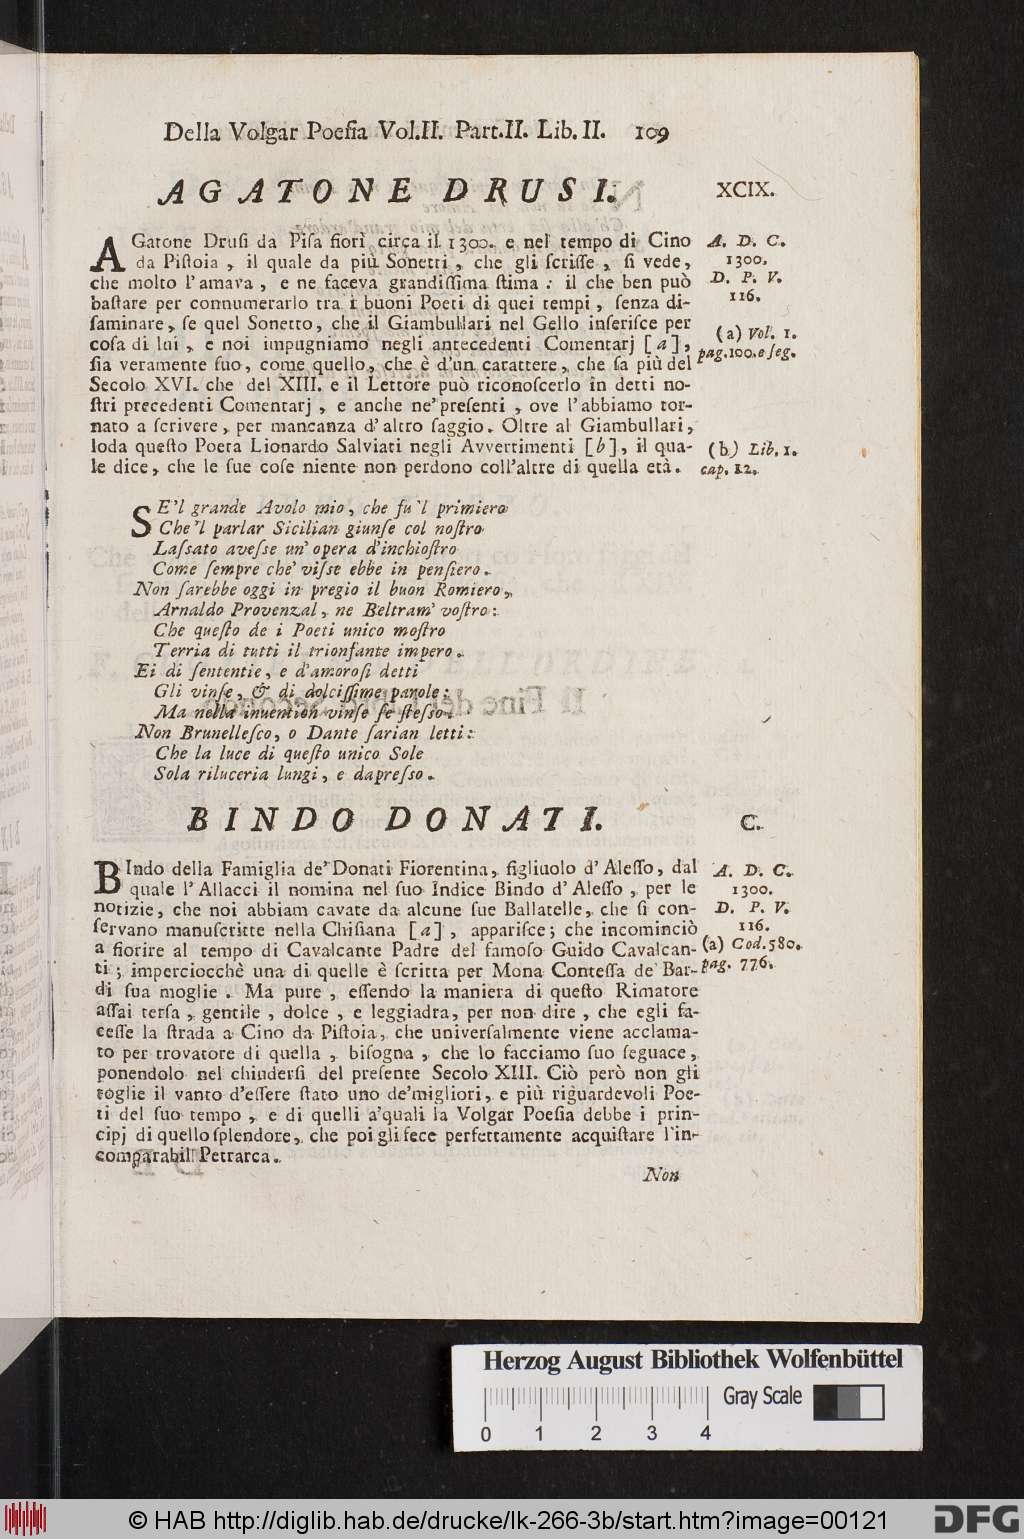 Della Volgar Poeſia Vol.II. Part.II. Lib. II. 109
AGATONE DRUSI. XCIX.
AGatone Druſi da Piſa fiorì circa il 1300. e nel tempo di Cino
da Piſtoia, il quale da più Sonetti, che gli ſcriſſe, ſi vede,
che molto l'amava, e ne faceva grandiſſima ſtima: il che ben può
baſtare per connumerarlo tra i buoni Poeti di quei tempi, ſenza di-
ſaminare, ſe quel Sonetto, che il Giambullari nel Gello inſeriſce per
coſa di lui, e noi impugniamo negli antecedenti Comentarj [a],
ſia veramente ſuo, come quello, che è d'un carattere, che ſa più del
Secolo XVI. che del XIII. e il Lettore può riconoſcerlo in detti no-
ſtri precedenti Comentarj, e anche ne'preſenti, ove l'abbiamo tor-
nato a ſcrivere, per mancanza d'altro ſaggio. Oltre al Giambullari,
loda queſto Poeta Lionardo Salviati negli Avvertimenti [b], il qua-
le dice, che le ſue coſe niente non perdono coll'altre di quella età.
A. D. C.
1300.
D. P. V.
116.
(a) Vol. 1.
pag.100.e ſeg.
(b) Lib. 1.
cap. 12.
SE'l grande Avolo mio, che fu'l primiero
Che'l parlar Sicilian giunſe col noſtro
Laſsato aveſse un' opera d'inchioſtro
Come ſempre che' viſse ebbe in penſiero.
Non ſarebbe oggi in pregio il buon Romiero,
Arnaldo Provenzal, ne Beltram' voſtro:
Che queſto de i Poeti unico moſtro
Terria di tutti il trionfante impero.
Ei di ſententie, e d'amoroſi detti
Gli vinſe, & di dolciſſime parole:
Ma nella inuention vinſe ſe ſteſso.
Non Brunelleſco, o Dante ſarian letti:
Che la luce di queſto unico Sole
Sola riluceria lungi, e dapreſso.
BINDO DONATI. C.
BIndo della Famiglia de' Donati Fiorentina, figliuolo d' Aleſſo, dal
quale l' Allacci il nomina nel ſuo Indice Bindo d' Aleſſo, per le
notizie, che noi abbiam cavate da alcune ſue Ballatelle, che ſi con-
ſervano manuſcritte nella Chiſiana [a], appariſce; che incominciò
a fiorire al tempo di Cavalcante Padre del famoſo Guido Cavalcan-
ti; imperciocchè una di quelle è ſcritta per Mona Conteſſa de' Bar-
di ſua moglie. Ma pure, eſſendo la maniera di queſto Rimatore
aſſai terſa, gentile, dolce, e leggiadra, per non dire, che egli fa-
ceſſe la ſtrada a Cino da Piſtoia, che univerſalmente viene acclama-
to per trovatore di quella, biſogna, che lo facciamo ſuo ſeguace,
ponendolo nel chiuderſi del preſente Secolo XIII. Ciò però non gli
toglie il vanto d'eſſere ſtato uno de'migliori, e più riguardevoli Poe-
ti del ſuo tempo, e di quelli a'quali la Volgar Poeſia debbe i prin-
cipj di quello ſplendore, che poi gli fece perfettamente acquiſtare l'in-
comparabil Petrarca.
A. D. C.
1300.
D. P. V.
116.
(a) Cod.580.
pag. 776.
Non
Herzog August Bibliothek Wolfenbüttel
Gray Scale
0 1 2 3 4
© HAB http://diglib.hab.de/drucke/lk-266-3b/start.htm?image=00121
DFG